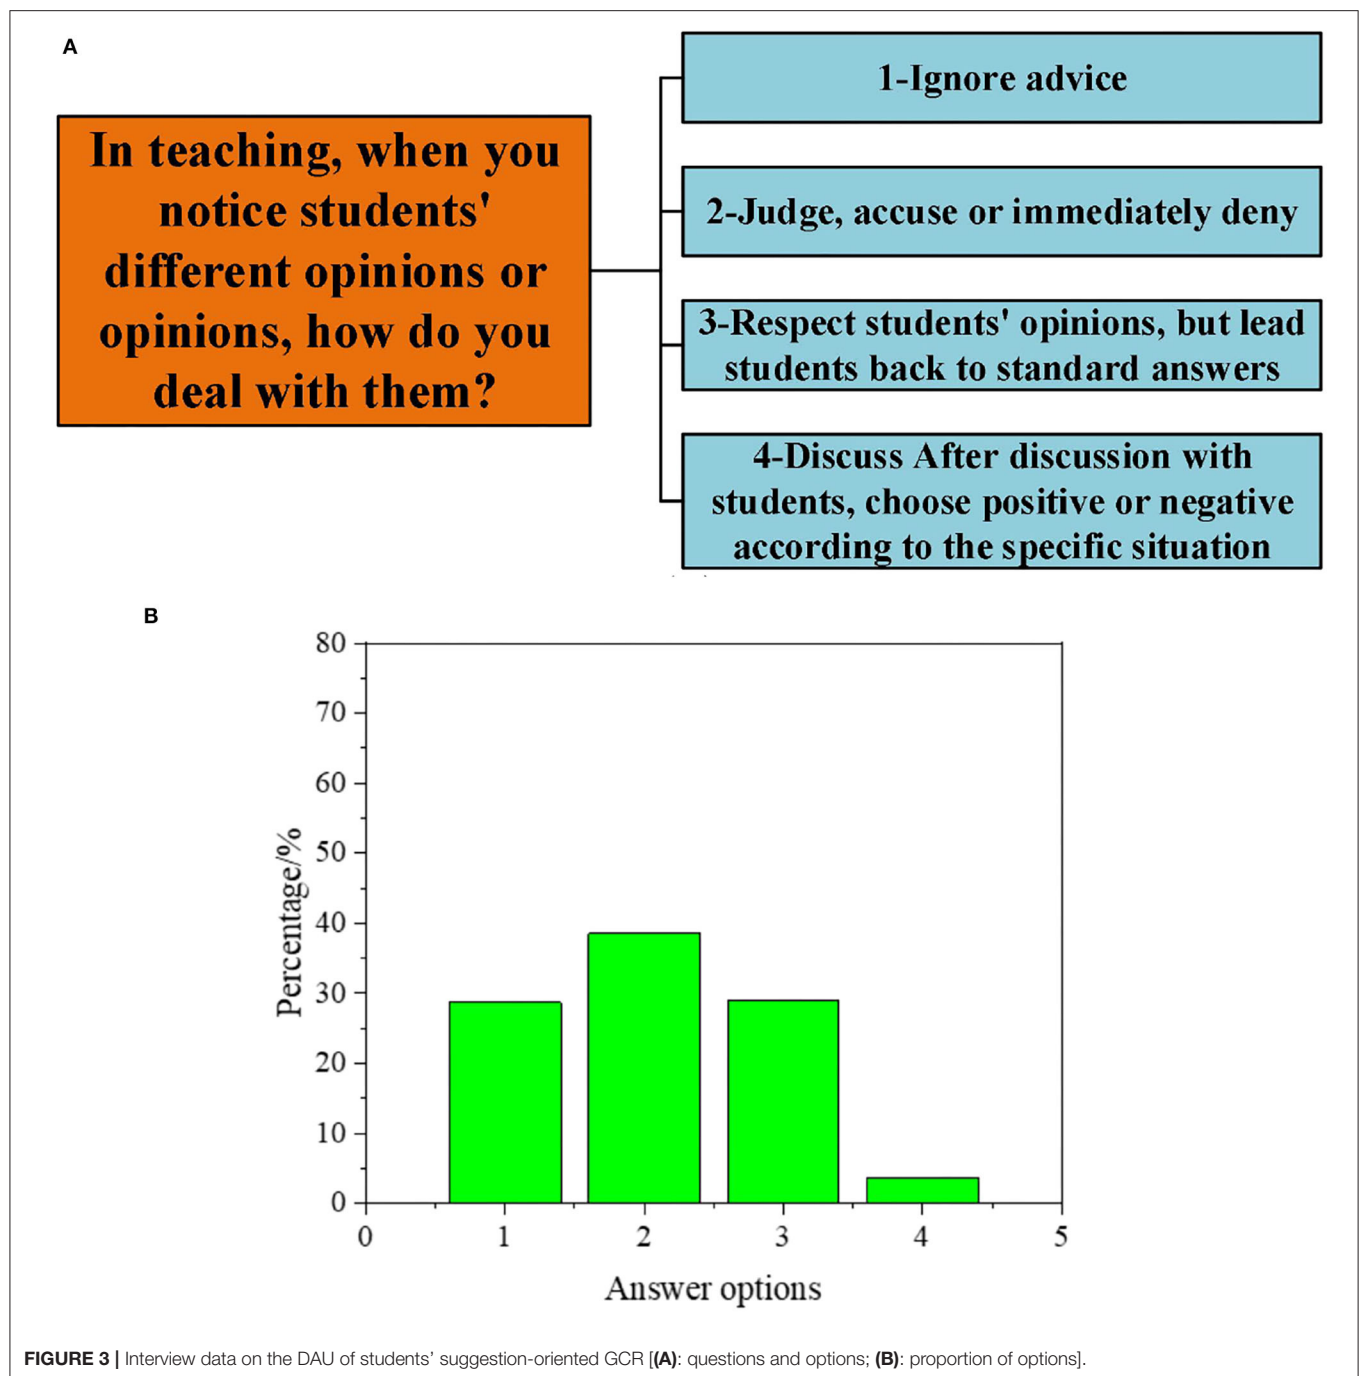 A
In teaching, when you
notice students'
different opinions or
opinions, how do you
deal with them?
1-Ignore advice
2-Judge, accuse or immediately deny
3-Respect students' opinions, but lead
students back to standard answers
4-Discuss After discussion with
students, choose positive or negative
according to the specific situation
B
80
70
60
50
40
30
20
10
0
Percentage/%
0 1 2 3 4 5
Answer options
FIGURE 3 | Interview data on the DAU of students’ suggestion-oriented GCR [(A): questions and options; (B): proportion of options].